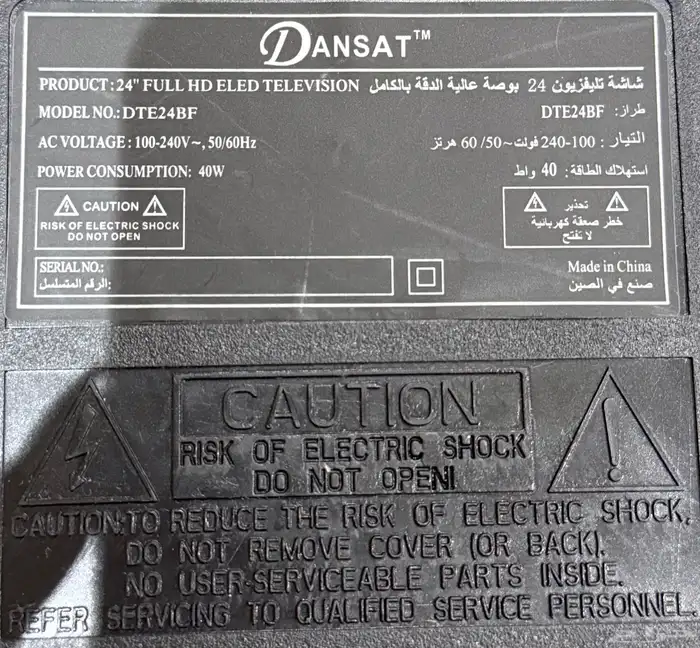 DANSAT™
PRODUCT: 24" FULL HD ELED TELEVISION
شاشة تليفزيون 24 بوصة عالية الدقة بالكامل
MODEL NO.: DTE24BF
طراز: DTE24BF
AC VOLTAGE : 100-240V~, 50/60Hz
التيار : 100-240 فولت~ 50/ 60 هرتز
POWER CONSUMPTION: 40W
استهلاك الطاقة: 40 واط
CAUTION
RISK OF ELECTRIC SHOCK
DO NOT OPEN
تحذير
خطر صعقة كهربائية
لا تفتح
SERIAL NO.:
الرقم المتسلسل:
Made in China
صنع في الصين
CAUTION
RISK OF ELECTRIC SHOCK
DO NOT OPEN!
CAUTION:TO REDUCE THE RISK OF ELECTRIC SHOCK,
DO NOT REMOVE COVER (OR BACK).
NO USER-SERVICEABLE PARTS INSIDE.
REFER SERVICING TO QUALIFIED SERVICE PERSONNEL.